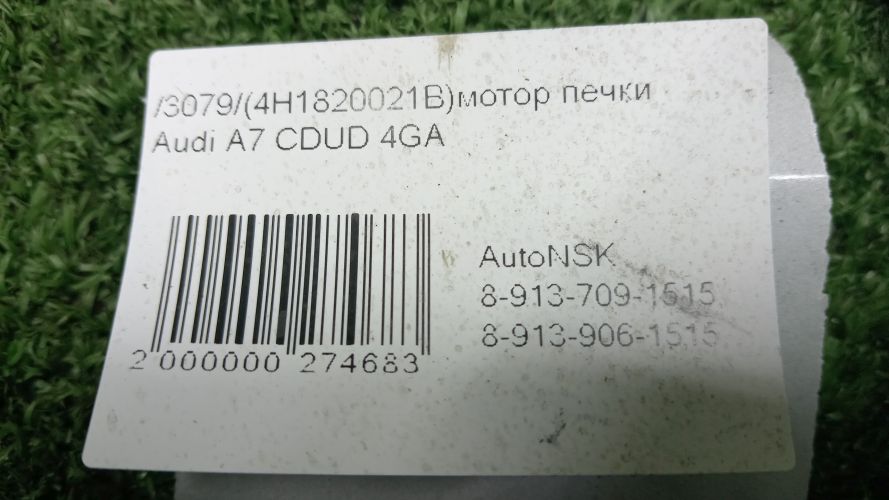 /3079/(4H1820021B)мотор печки
Audi A7 CDUD 4GA
AutoNSK
8-913-709-1515
8-913-906-1515
2 000000 274683